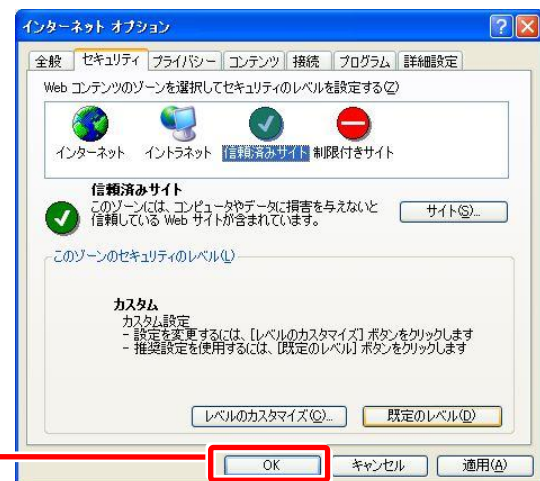 インターネット オプション
全般 セキュリティ プライバシー コンテンツ 接続 プログラム 詳細設定
Web コンテンツのゾーンを選択してセキュリティのレベルを設定する(Z)
インターネット イントラネット 信頼済みサイト 制限付きサイト
信頼済みサイト
このゾーンには、コンピュータやデータに損害を与えないと
信頼している Web サイトが含まれています。
サイト(S)...
このゾーンのセキュリティのレベル(L)
カスタム
カスタム設定
- 設定を変更するには、[レベルのカスタマイズ] ボタンをクリックします
- 推奨設定を使用するには、[既定のレベル] ボタンをクリックします
レベルのカスタマイズ(C)... 既定のレベル(D)
OK キャンセル 適用(A)